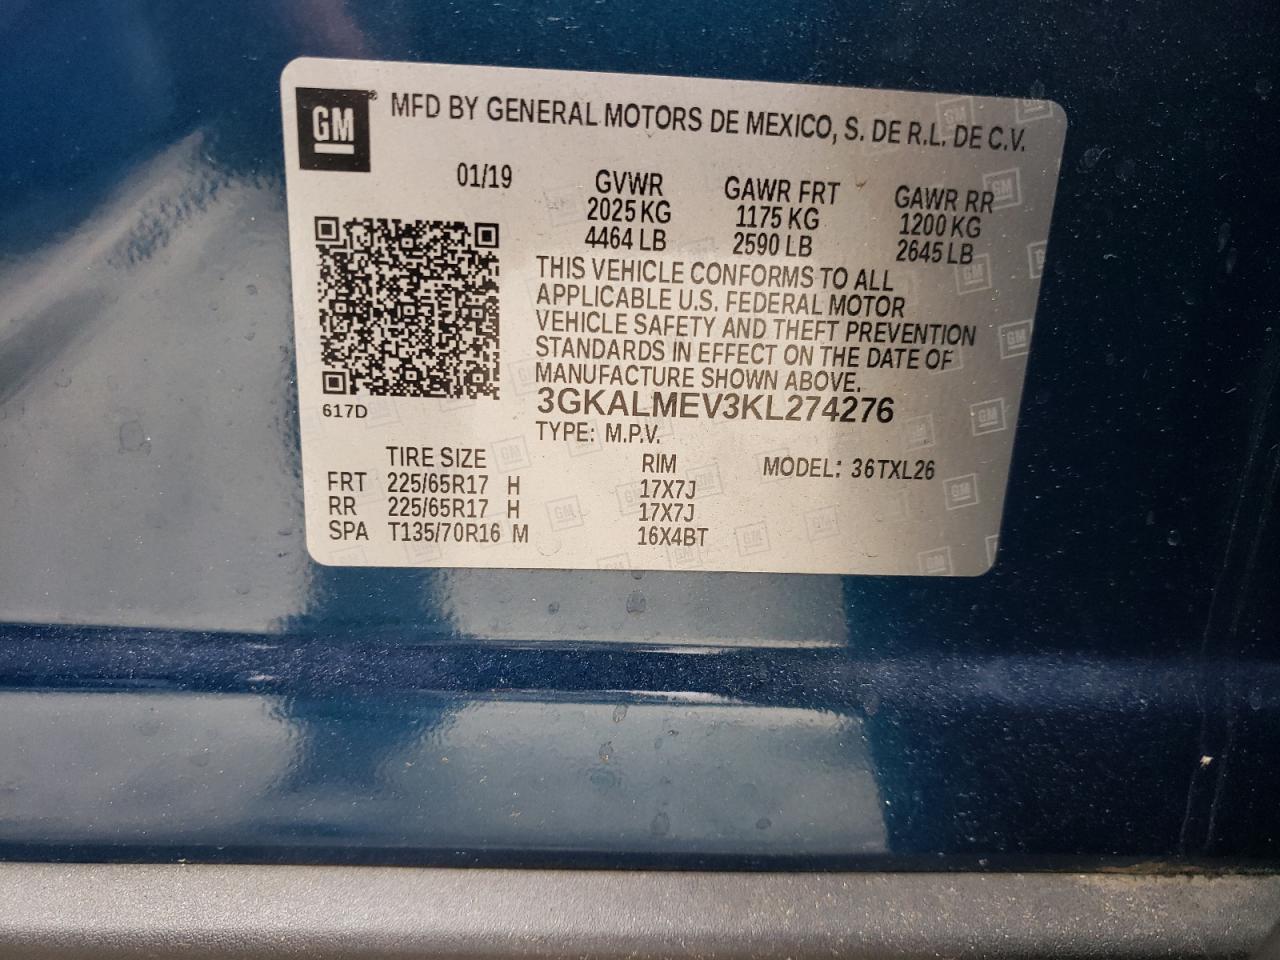 GM® MFD BY GENERAL MOTORS DE MEXICO, S. DE R.L. DE C.V.
01/19 GVWR GAWR FRT GAWR RR
2025 KG 1175 KG 1200 KG
4464 LB 2590 LB 2645 LB
THIS VEHICLE CONFORMS TO ALL
APPLICABLE U.S. FEDERAL MOTOR
VEHICLE SAFETY AND THEFT PREVENTION
STANDARDS IN EFFECT ON THE DATE OF
MANUFACTURE SHOWN ABOVE.
617D 3GKALMEV3KL274276
TYPE: M.P.V.
TIRE SIZE RIM MODEL: 36TXL26
FRT 225/65R17 H 17X7J
RR 225/65R17 H 17X7J
SPA T135/70R16 M 16X4BT